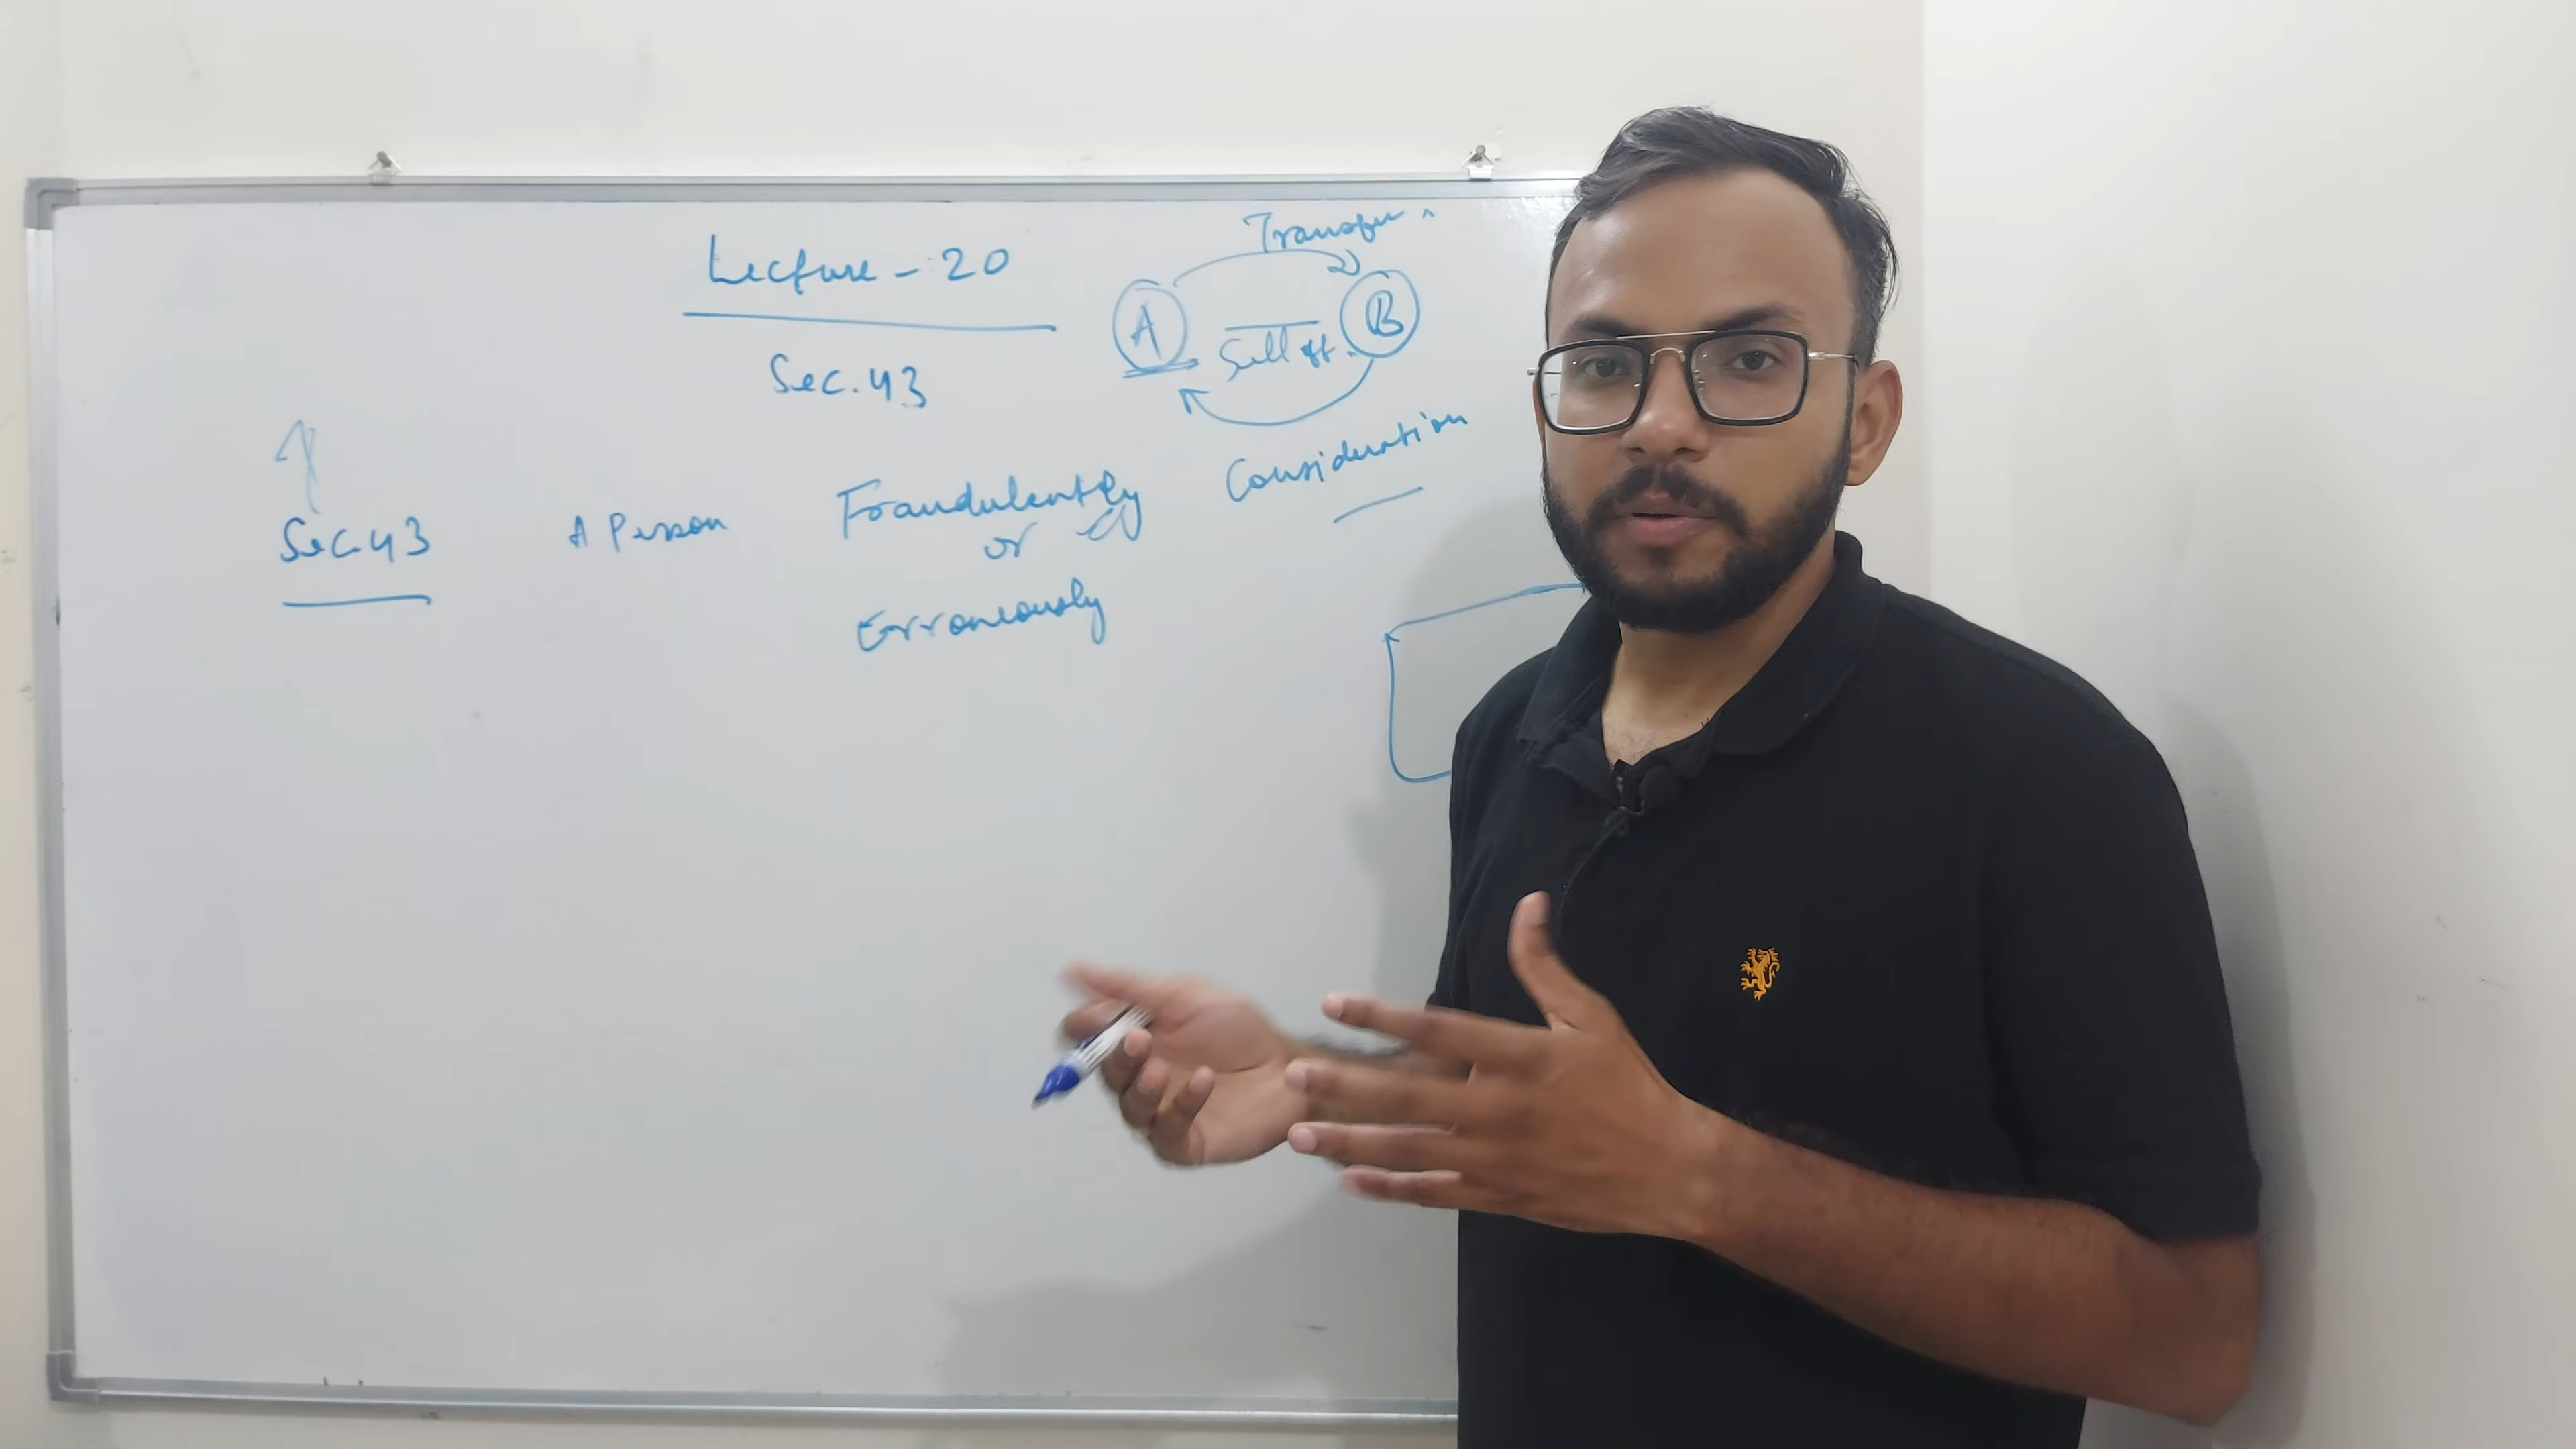 Lecture - 20
Sec. 43
Transfer
A
B
Sell
Consideration
Sec. 43
A Person
Fraudulently
or
Erroneously